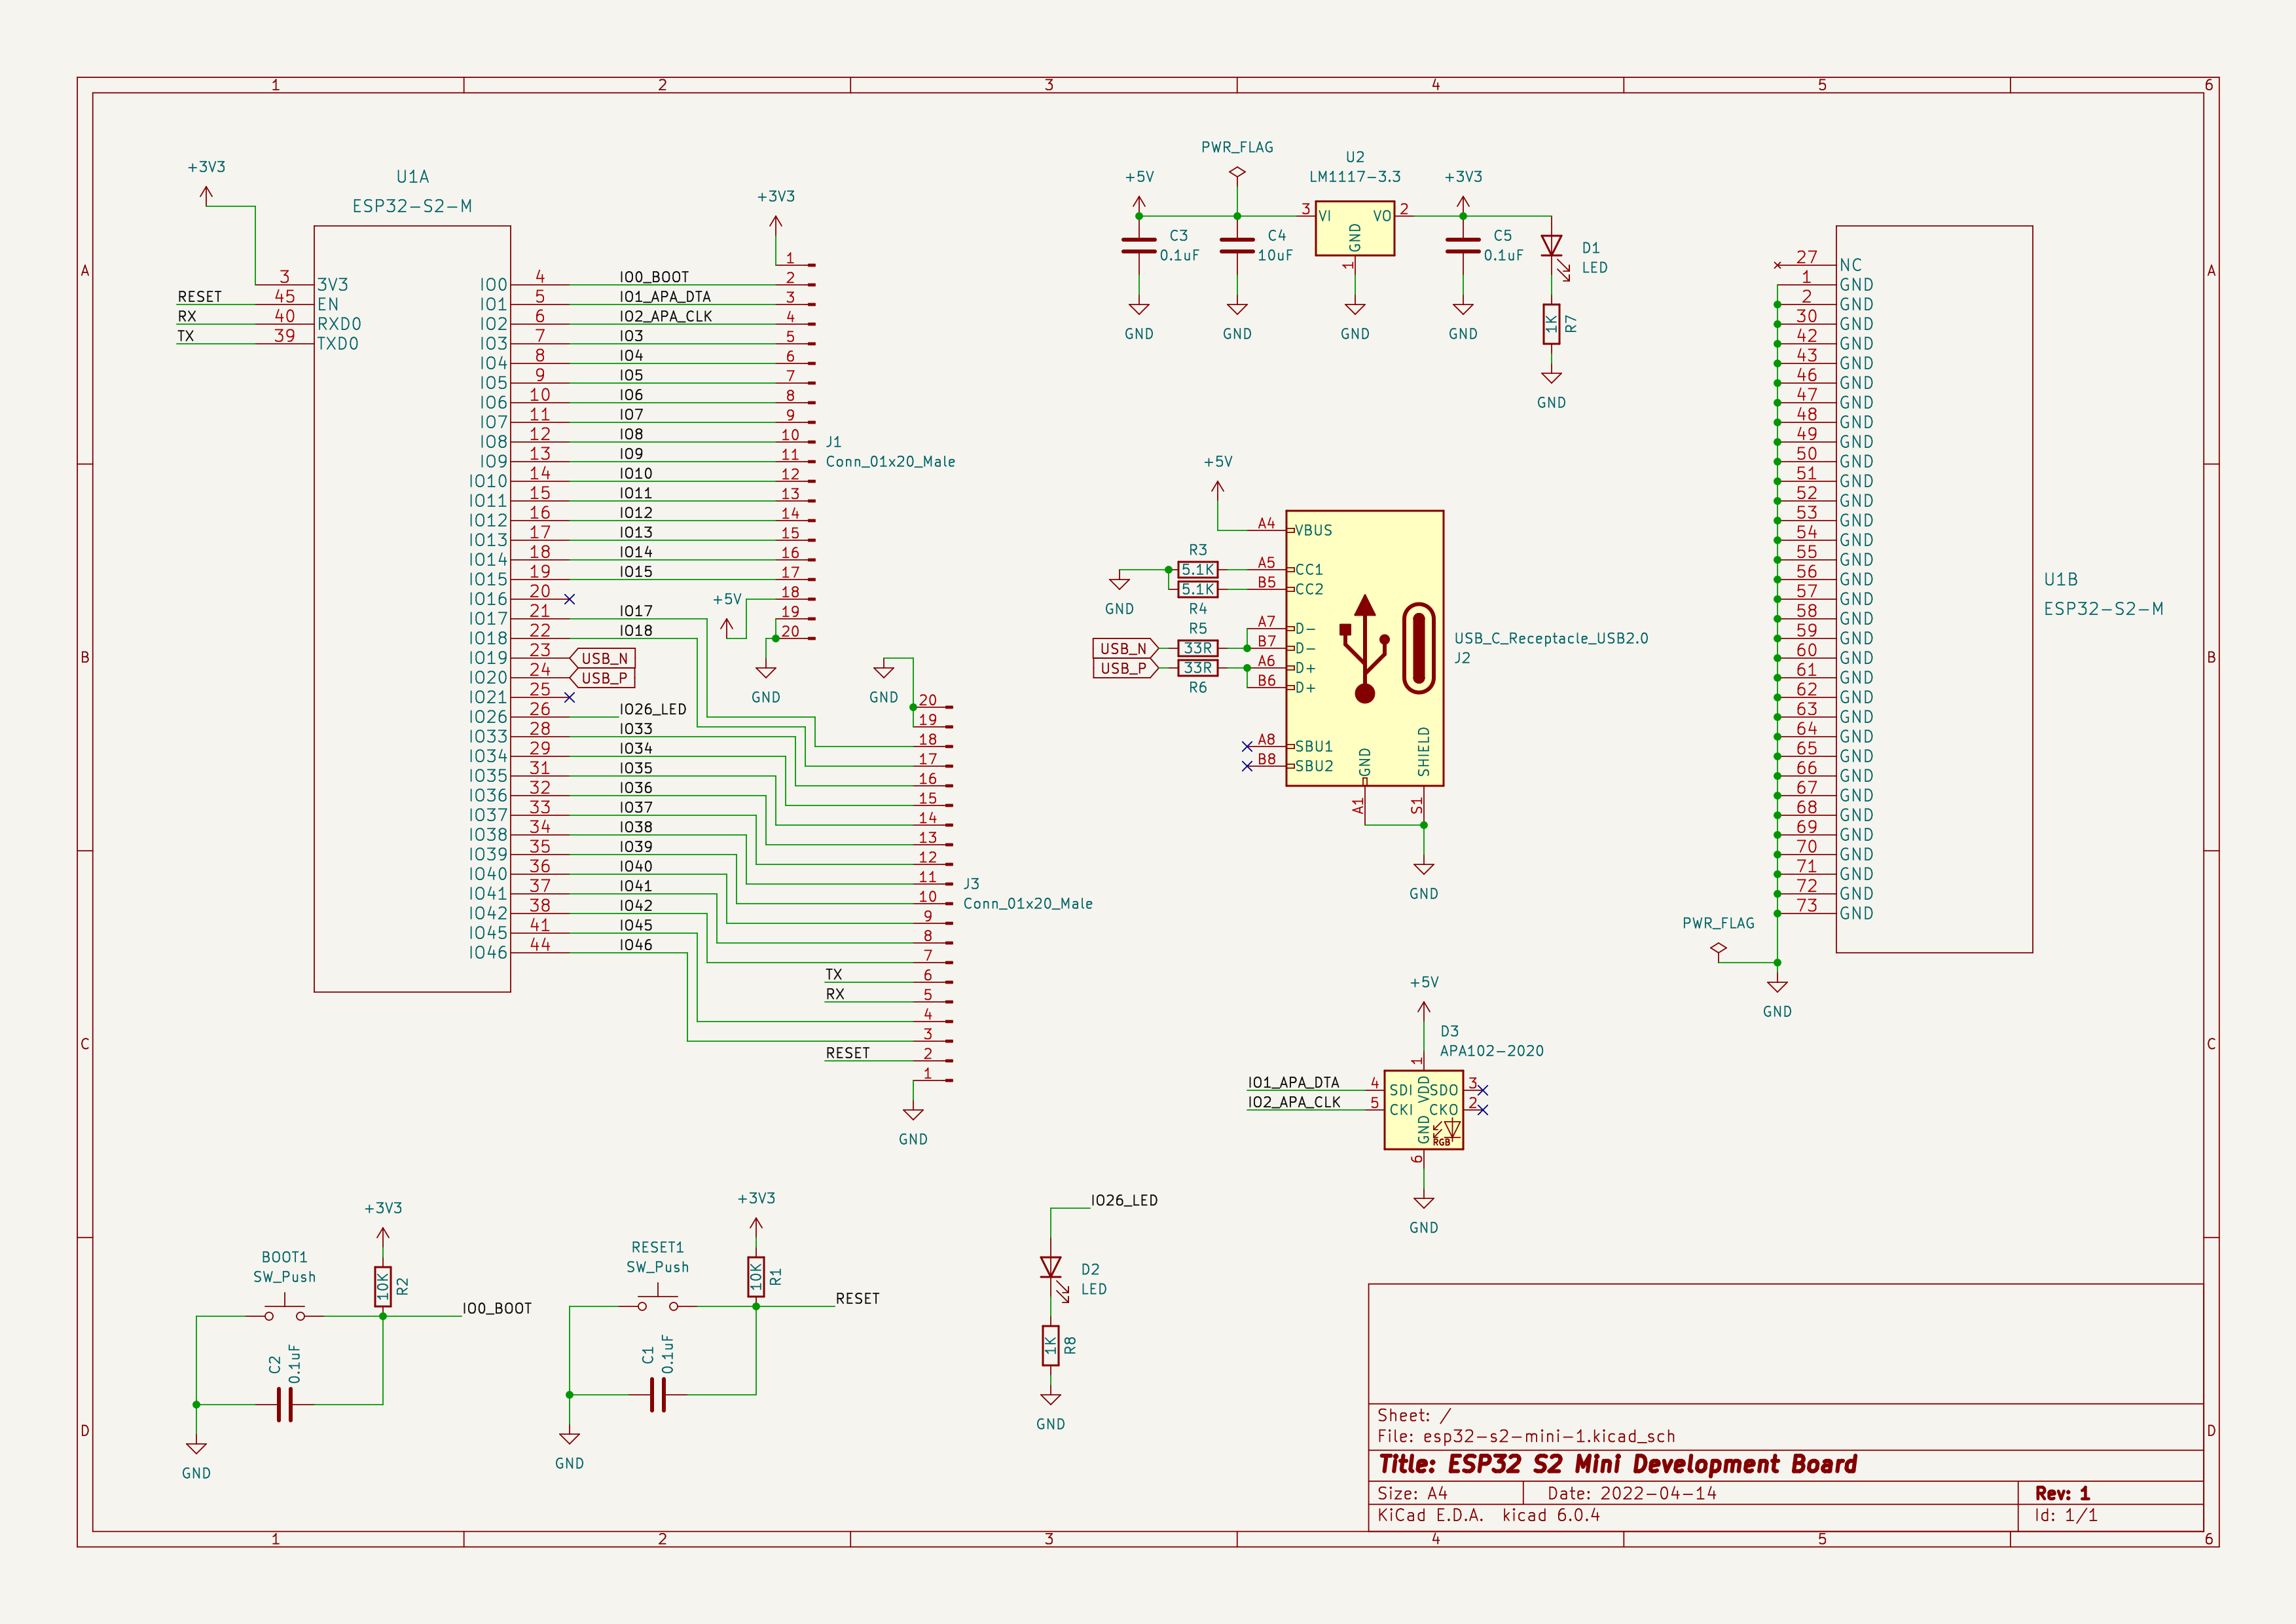 1 2 3 4 5 6
A
B
C
D
+3V3
U1A
ESP32-S2-M
3 3V3
RESET 45 EN
RX 40 RXD0
TX 39 TXD0
IO0 4 IO0_BOOT 2
IO1 5 IO1_APA_DTA 3
IO2 6 IO2_APA_CLK 4
IO3 7 IO3 5
IO4 8 IO4 6
IO5 9 IO5 7
IO6 10 IO6 8
IO7 11 IO7 9
IO8 12 IO8 10
IO9 13 IO9 11
IO10 14 IO10 12
IO11 15 IO11 13
IO12 16 IO12 14
IO13 17 IO13 15
IO14 18 IO14 16
IO15 19 IO15 17
IO16 20
IO17 21 IO17
IO18 22 IO18
IO19 23 USB_N
IO20 24 USB_P
IO21 25
IO26 26 IO26_LED
IO33 28 IO33
IO34 29 IO34
IO35 31 IO35
IO36 32 IO36
IO37 33 IO37
IO38 34 IO38
IO39 35 IO39
IO40 36 IO40
IO41 37 IO41
IO42 38 IO42
IO45 41 IO45
IO46 44 IO46
+3V3
1
J1
Conn_01x20_Male
+5V
18
19
20
GND
GND
20
19
18
17
16
15
14
13
12
11
10
9
8
7
TX 6
RX 5
4
3
RESET 2
1
GND
J3
Conn_01x20_Male
+5V
PWR_FLAG
U2
LM1117-3.3
+3V3
3 VI VO 2
GND
1
C3
0.1uF
C4
10uF
C5
0.1uF
D1
LED
1K
R7
GND
GND
GND
GND
GND
+5V
A4 VBUS
R3
5.1K A5 CC1
5.1K B5 CC2
R4
GND
R5
A7 D-
USB_N 33R B7 D-
USB_P 33R A6 D+
R6
B6 D+
A8 SBU1
B8 SBU2
GND
SHIELD
A1
S1
GND
USB_C_Receptacle_USB2.0
J2
27 NC
1 GND
2 GND
30 GND
42 GND
43 GND
46 GND
47 GND
48 GND
49 GND
50 GND
51 GND
52 GND
53 GND
54 GND
55 GND
56 GND
57 GND
58 GND
59 GND
60 GND
61 GND
62 GND
63 GND
64 GND
65 GND
66 GND
67 GND
68 GND
69 GND
70 GND
71 GND
72 GND
73 GND
PWR_FLAG
GND
U1B
ESP32-S2-M
+5V
D3
APA102-2020
1
IO1_APA_DTA 4 SDI VDD SDO 3
IO2_APA_CLK 5 CKI GND CKO 2
RGB
6
GND
+3V3
BOOT1
SW_Push
10K
R2
IO0_BOOT
C2
0.1uF
GND
+3V3
RESET1
SW_Push
10K
R1
RESET
C1
0.1uF
GND
IO26_LED
D2
LED
1K
R8
GND
Sheet: /
File: esp32-s2-mini-1.kicad_sch
Title: ESP32 S2 Mini Development Board
Size: A4 Date: 2022-04-14 Rev: 1
KiCad E.D.A. kicad 6.0.4 Id: 1/1
A
B
C
D
1 2 3 4 5 6